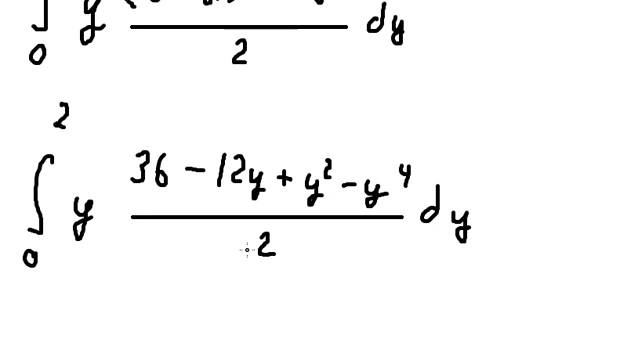 ∫ 0 y 2 dy
∫ 0 2 y (36 - 12y + y² - y⁴) / 2 dy